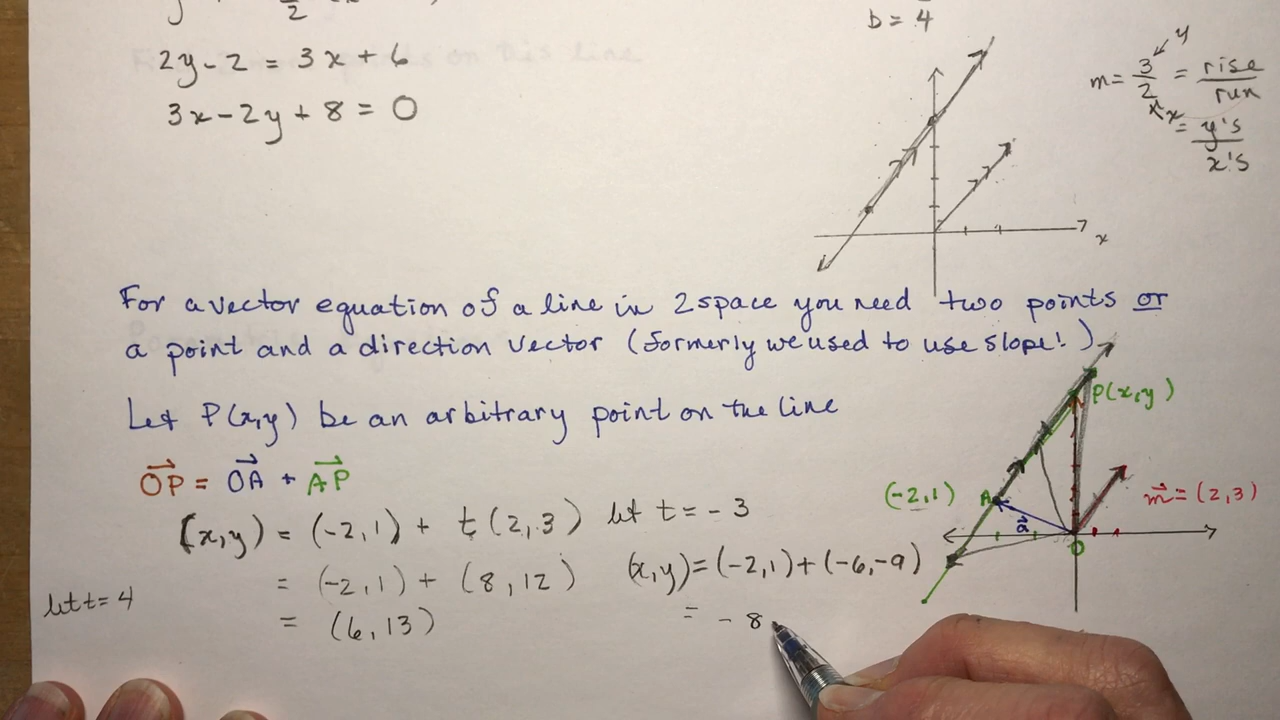 2y-2 = 3x+6
3x-2y+8 = 0
b = 4
m = 3/2 = rise/run
= y's/x's
y
x
x
For a vector equation of a line in 2space you need two points or
a point and a direction vector (formerly we used to use slope!)
Let P(x,y) be an arbitrary point on the line
OP = OA + AP
(x,y) = (-2,1) + t(2,3) let t = -3
= (-2,1) + (8,12) (x,y) = (-2,1)+(-6,-9)
let t=4
= (6,13) = -8
P(x,y)
(-2,1) A
a
m = (2,3)
O